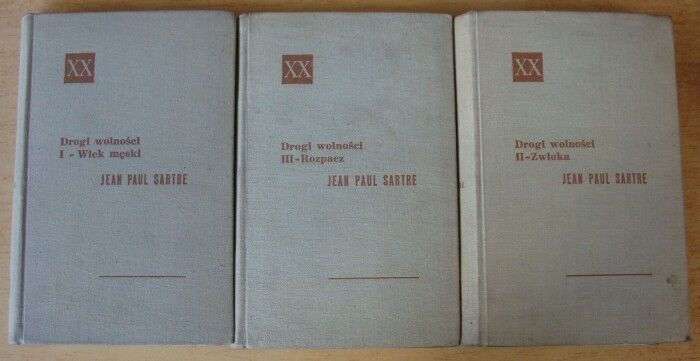 XX
Drogi wolności
I - Wiek męski
JEAN PAUL SARTRE
XX
Drogi wolności
III-Rozpacz
JEAN PAUL SARTRE
XX
Drogi wolności
II-Zwłoka
JEAN PAUL SARTRE